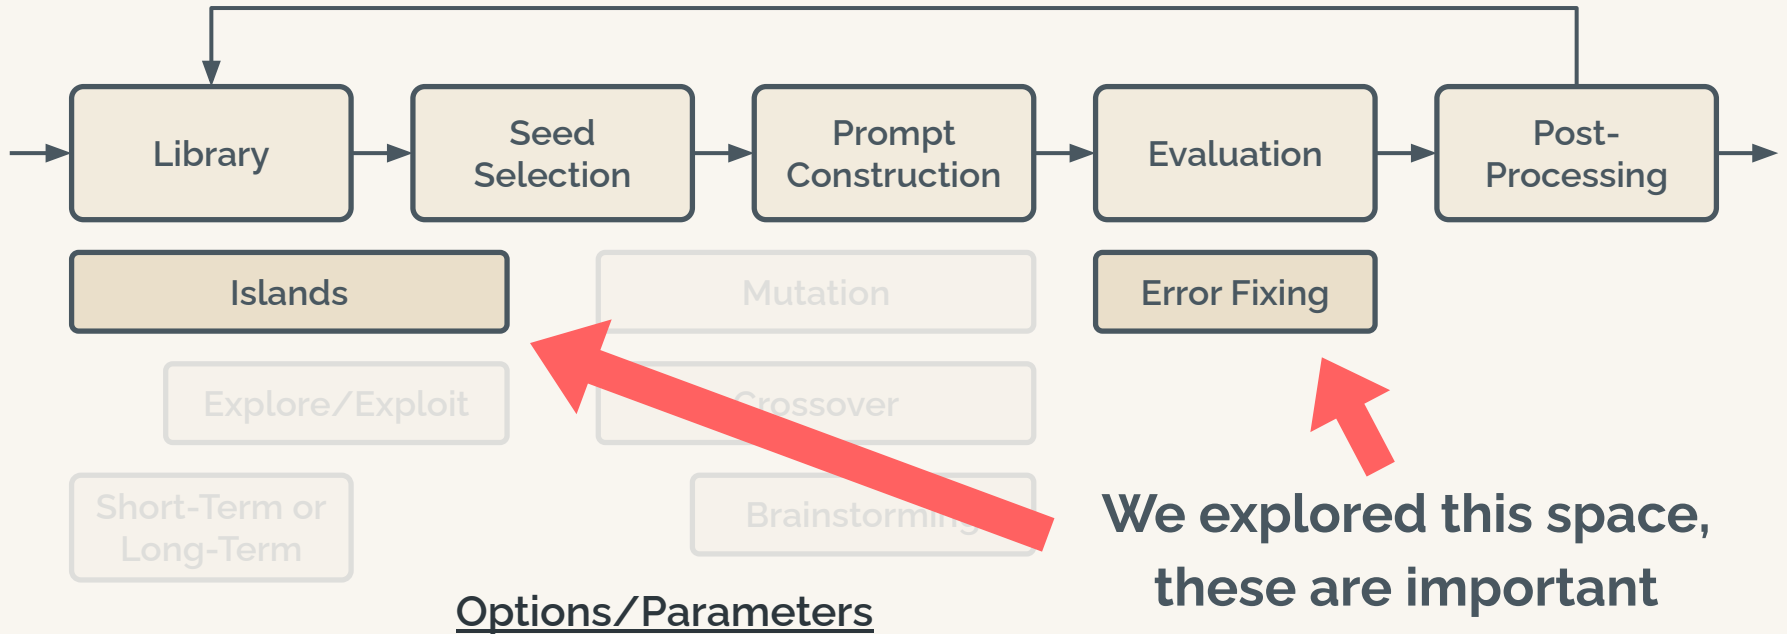 Library
Seed
Selection
Prompt
Construction
Evaluation
Post-
Processing
Islands
Mutation
Error Fixing
Explore/Exploit
Crossover
Short-Term or
Long-Term
Brainstorming
We explored this space,
these are important
Options/Parameters